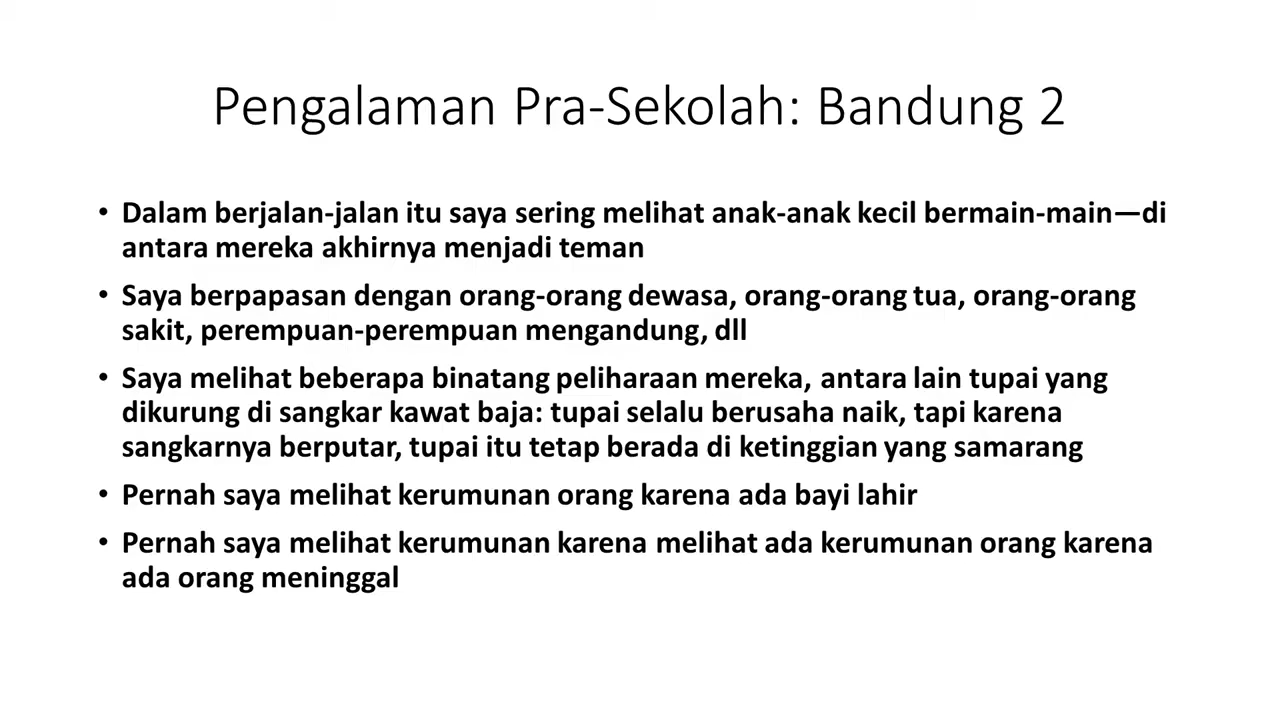 Pengalaman Pra-Sekolah: Bandung 2
• Dalam berjalan-jalan itu saya sering melihat anak-anak kecil bermain-main—di
antara mereka akhirnya menjadi teman
• Saya berpapasan dengan orang-orang dewasa, orang-orang tua, orang-orang
sakit, perempuan-perempuan mengandung, dll
• Saya melihat beberapa binatang peliharaan mereka, antara lain tupai yang
dikurung di sangkar kawat baja: tupai selalu berusaha naik, tapi karena
sangkarnya berputar, tupai itu tetap berada di ketinggian yang samarang
• Pernah saya melihat kerumunan orang karena ada bayi lahir
• Pernah saya melihat kerumunan karena melihat ada kerumunan orang karena
ada orang meninggal